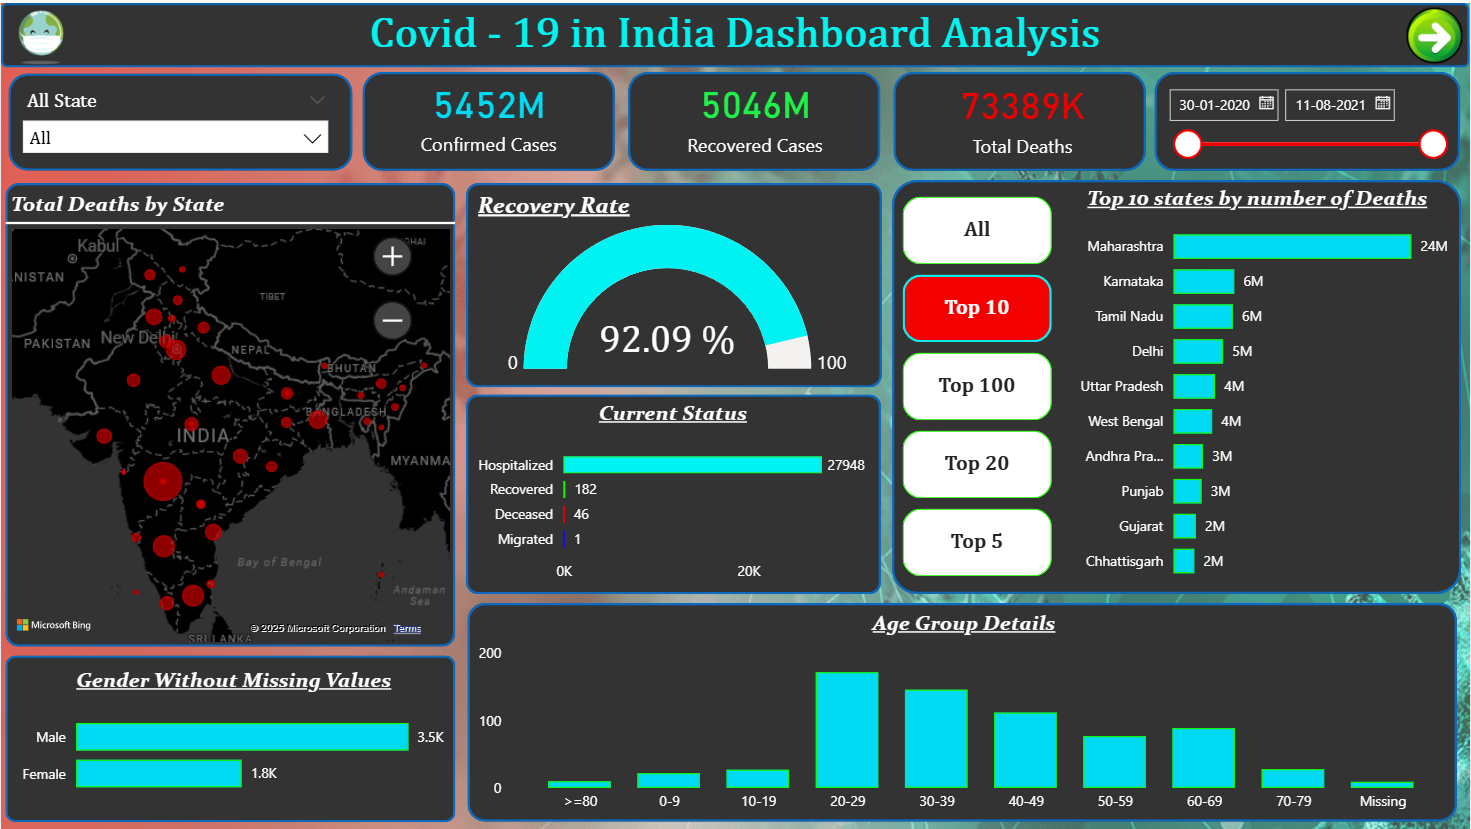 Covid - 19 in India Dashboard Analysis
All State
All
5452M
Confirmed Cases
5046M
Recovered Cases
73389K
Total Deaths
30-01-2020
11-08-2021
Total Deaths by State
Kabul
NISTAN
TIBET
PAKISTAN
New Delhi
NEPAL
BHUTAN
BANGLADESH
INDIA
MYANMA
Bay of Bengal
Andaman
Sea
SRI LANKA
Microsoft Bing
© 2025 Microsoft Corporation Terms
Recovery Rate
92.09 %
0
100
Current Status
Hospitalized 27948
Recovered 182
Deceased 46
Migrated 1
0K 20K
All
Top 10
Top 100
Top 20
Top 5
Top 10 states by number of Deaths
Maharashtra 24M
Karnataka 6M
Tamil Nadu 6M
Delhi 5M
Uttar Pradesh 4M
West Bengal 4M
Andhra Pra... 3M
Punjab 3M
Gujarat 2M
Chhattisgarh 2M
Gender Without Missing Values
Male 3.5K
Female 1.8K
Age Group Details
200
100
0
>=80 0-9 10-19 20-29 30-39 40-49 50-59 60-69 70-79 Missing